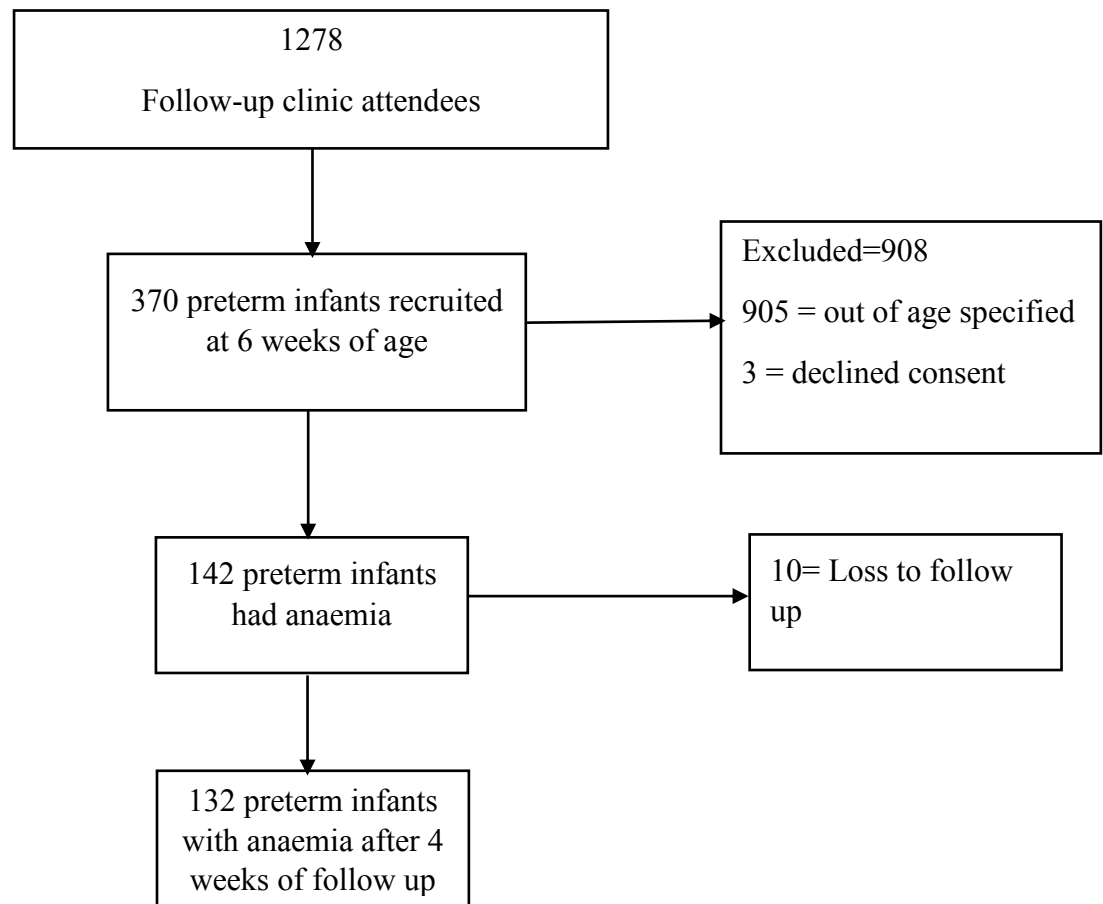 1278
Follow-up clinic attendees
370 preterm infants recruited
at 6 weeks of age
Excluded=908
905 = out of age specified
3 = declined consent
142 preterm infants
had anaemia
10= Loss to follow
up
132 preterm infants
with anaemia after 4
weeks of follow up